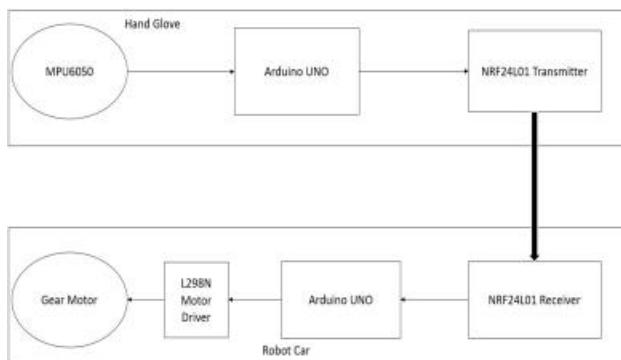 Hand Glove
MPU6050
Arduino UNO
NRF24L01 Transmitter
Gear Motor
L298N
Motor
Driver
Arduino UNO
NRF24L01 Receiver
Robot Car